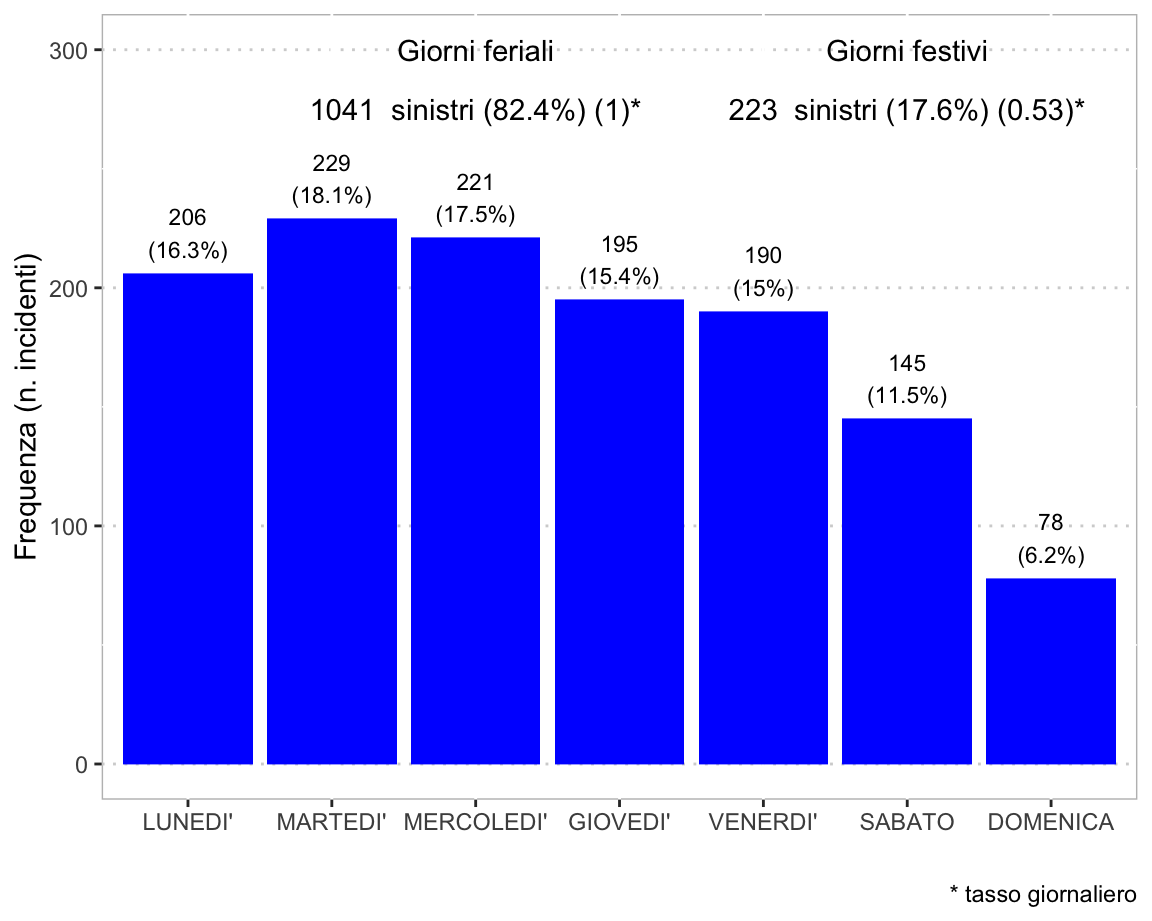 Giorni feriali
Giorni festivi
1041 sinistri (82.4%) (1)*
223 sinistri (17.6%) (0.53)*
Frequenza (n. incidenti)
300
200
100
0
206
(16.3%)
229
(18.1%)
221
(17.5%)
195
(15.4%)
190
(15%)
145
(11.5%)
78
(6.2%)
LUNEDI'
MARTEDI'
MERCOLEDI'
GIOVEDI'
VENERDI'
SABATO
DOMENICA
* tasso giornaliero